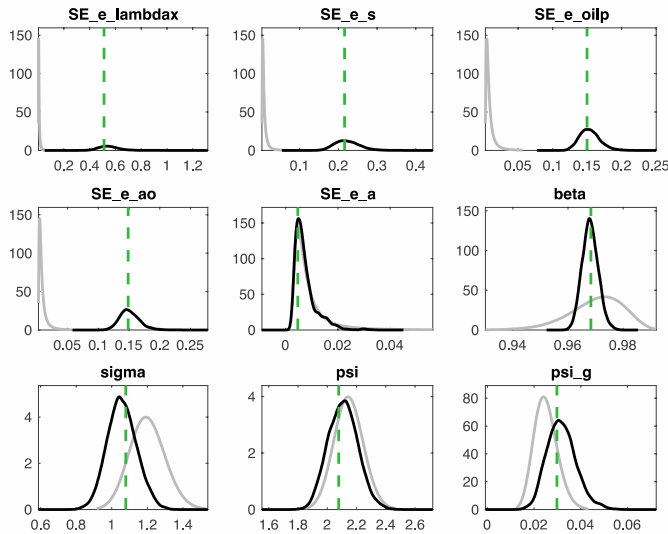 SE_e_lambdax SE_e_s SE_e_oilp
150 150 150
100 100 100
50 50 50
0 0 0
0.2 0.4 0.6 0.8 1 1.2 0.1 0.2 0.3 0.4 0.05 0.1 0.15 0.2 0.25
SE_e_ao SE_e_a beta
150 150 150
100 100 100
50 50 50
0 0 0
0.05 0.1 0.15 0.2 0.25 0 0.02 0.04 0.94 0.96 0.98
sigma psi psi_g
4 4 80
2 2 60
40
20
0 0 0
0.6 0.8 1 1.2 1.4 1.6 1.8 2 2.2 2.4 2.6 0 0.02 0.04 0.06